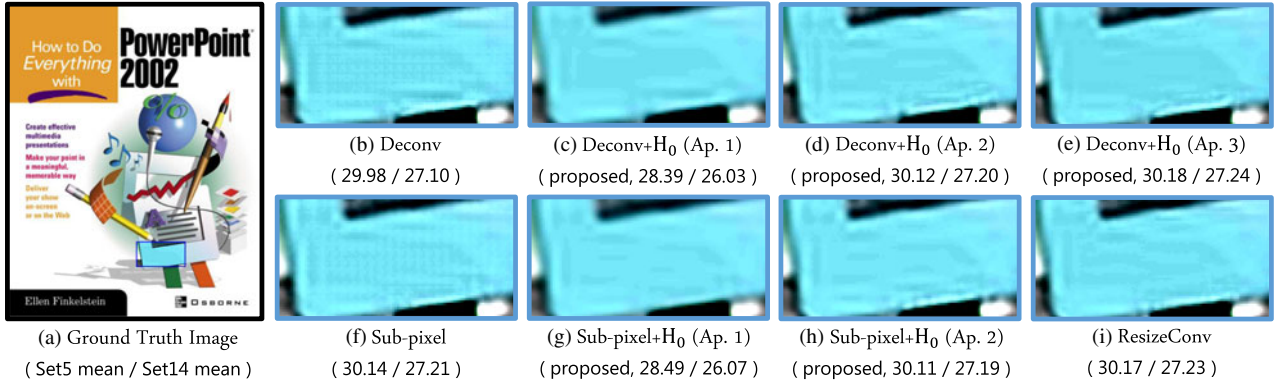 How to Do
Everything
with
PowerPoint
2002
%
Create effective
multimedia
presentations
Make your point in
a meaningful,
memorable way
Deliver
your show
on-screen
or on the Web
Ellen Finkelstein
OSBORNE
(a) Ground Truth Image
( Set5 mean / Set14 mean )
(b) Deconv
( 29.98 / 27.10 )
(c) Deconv+H₀ (Ap. 1)
( proposed, 28.39 / 26.03 )
(d) Deconv+H₀ (Ap. 2)
( proposed, 30.12 / 27.20 )
(e) Deconv+H₀ (Ap. 3)
( proposed, 30.18 / 27.24 )
(f) Sub-pixel
(30.14 / 27.21 )
(g) Sub-pixel+H₀ (Ap. 1)
(proposed, 28.49 / 26.07 )
(h) Sub-pixel+H₀ (Ap. 2)
(proposed, 30.11 / 27.19 )
(i) ResizeConv
(30.17 / 27.23 )